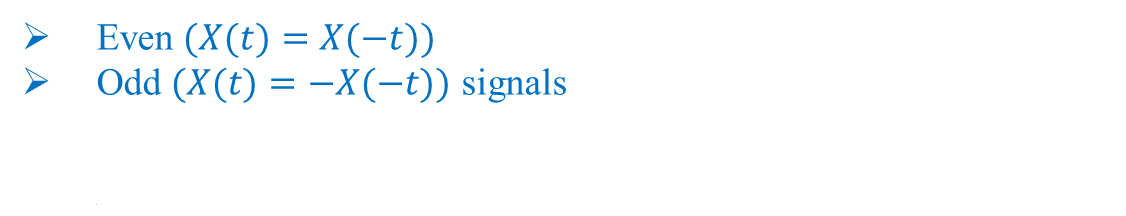 ➢ Even (X(t) = X(−t))
➢ Odd (X(t) = −X(−t)) signals